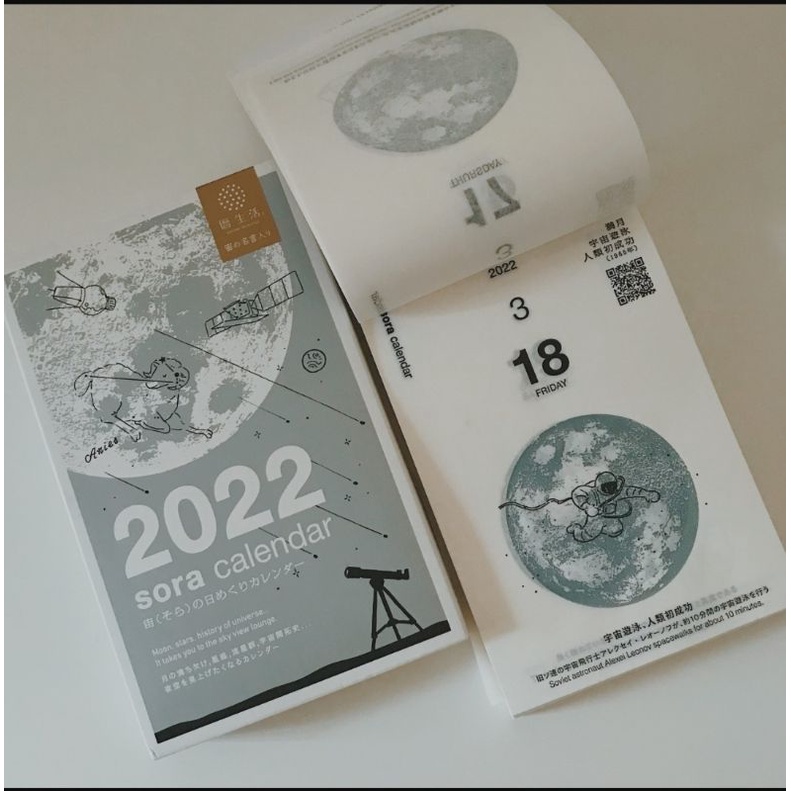 暦生活
宙の名言入り
Aries
2022
sora calendar
宙(そら)の日めくりカレンダー
Moon, stars, history of universe..
It takes you to the sky view lounge.
月の満ち欠け、星座、流星群、宇宙開拓史。
夜空を見上げたくなるカレンダー
THURSDAY
17
3
2022
満月
宇宙遊泳
人類初成功
(1965年)
sora calendar
3
18
FRIDAY
宇宙遊泳、人類初成功
旧ソ連の宇宙飛行士アレクセイ・レオーノフが、約10分間の宇宙遊泳を行う
Soviet astronaut Alexei Leonov spacewalks for about 10 minutes.